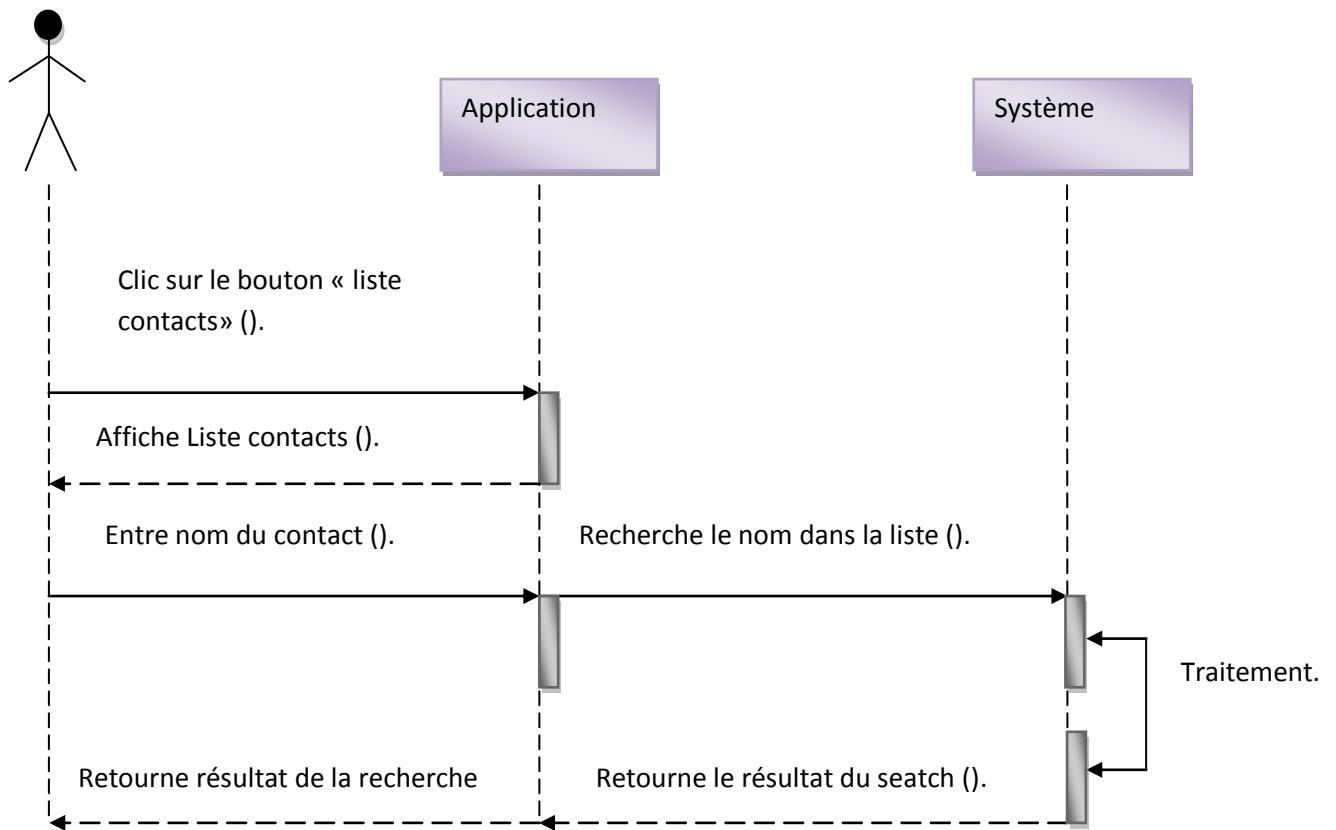 Application
Système
Clic sur le bouton « liste
contacts» ().
Affiche Liste contacts ().
Entre nom du contact ().
Recherche le nom dans la liste ().
Traitement.
Retourne résultat de la recherche
Retourne le résultat du seatch ().